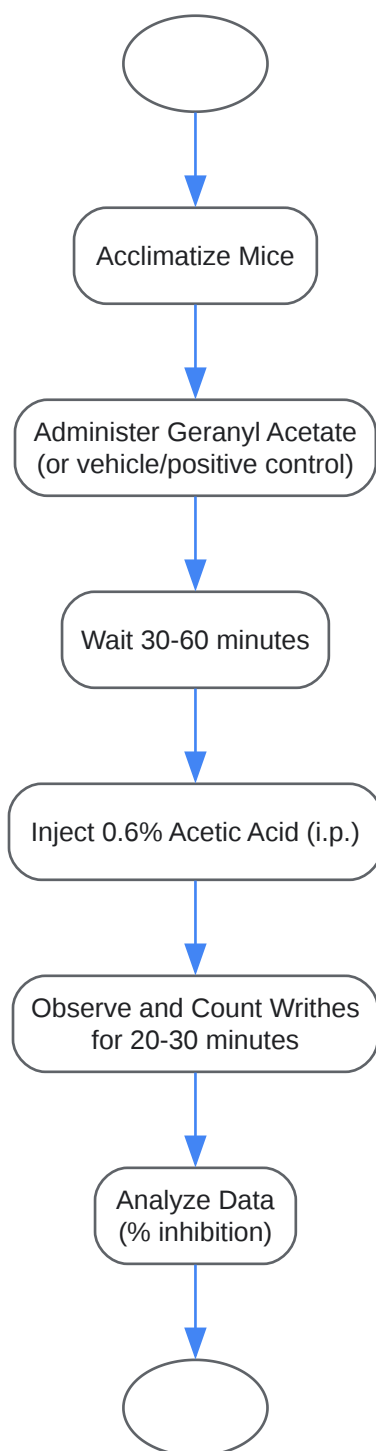 Acclimatize Mice
Administer Geranyl Acetate
(or vehicle/positive control)
Wait 30-60 minutes
Inject 0.6% Acetic Acid (i.p.)
Observe and Count Writhes
for 20-30 minutes
Analyze Data
(% inhibition)